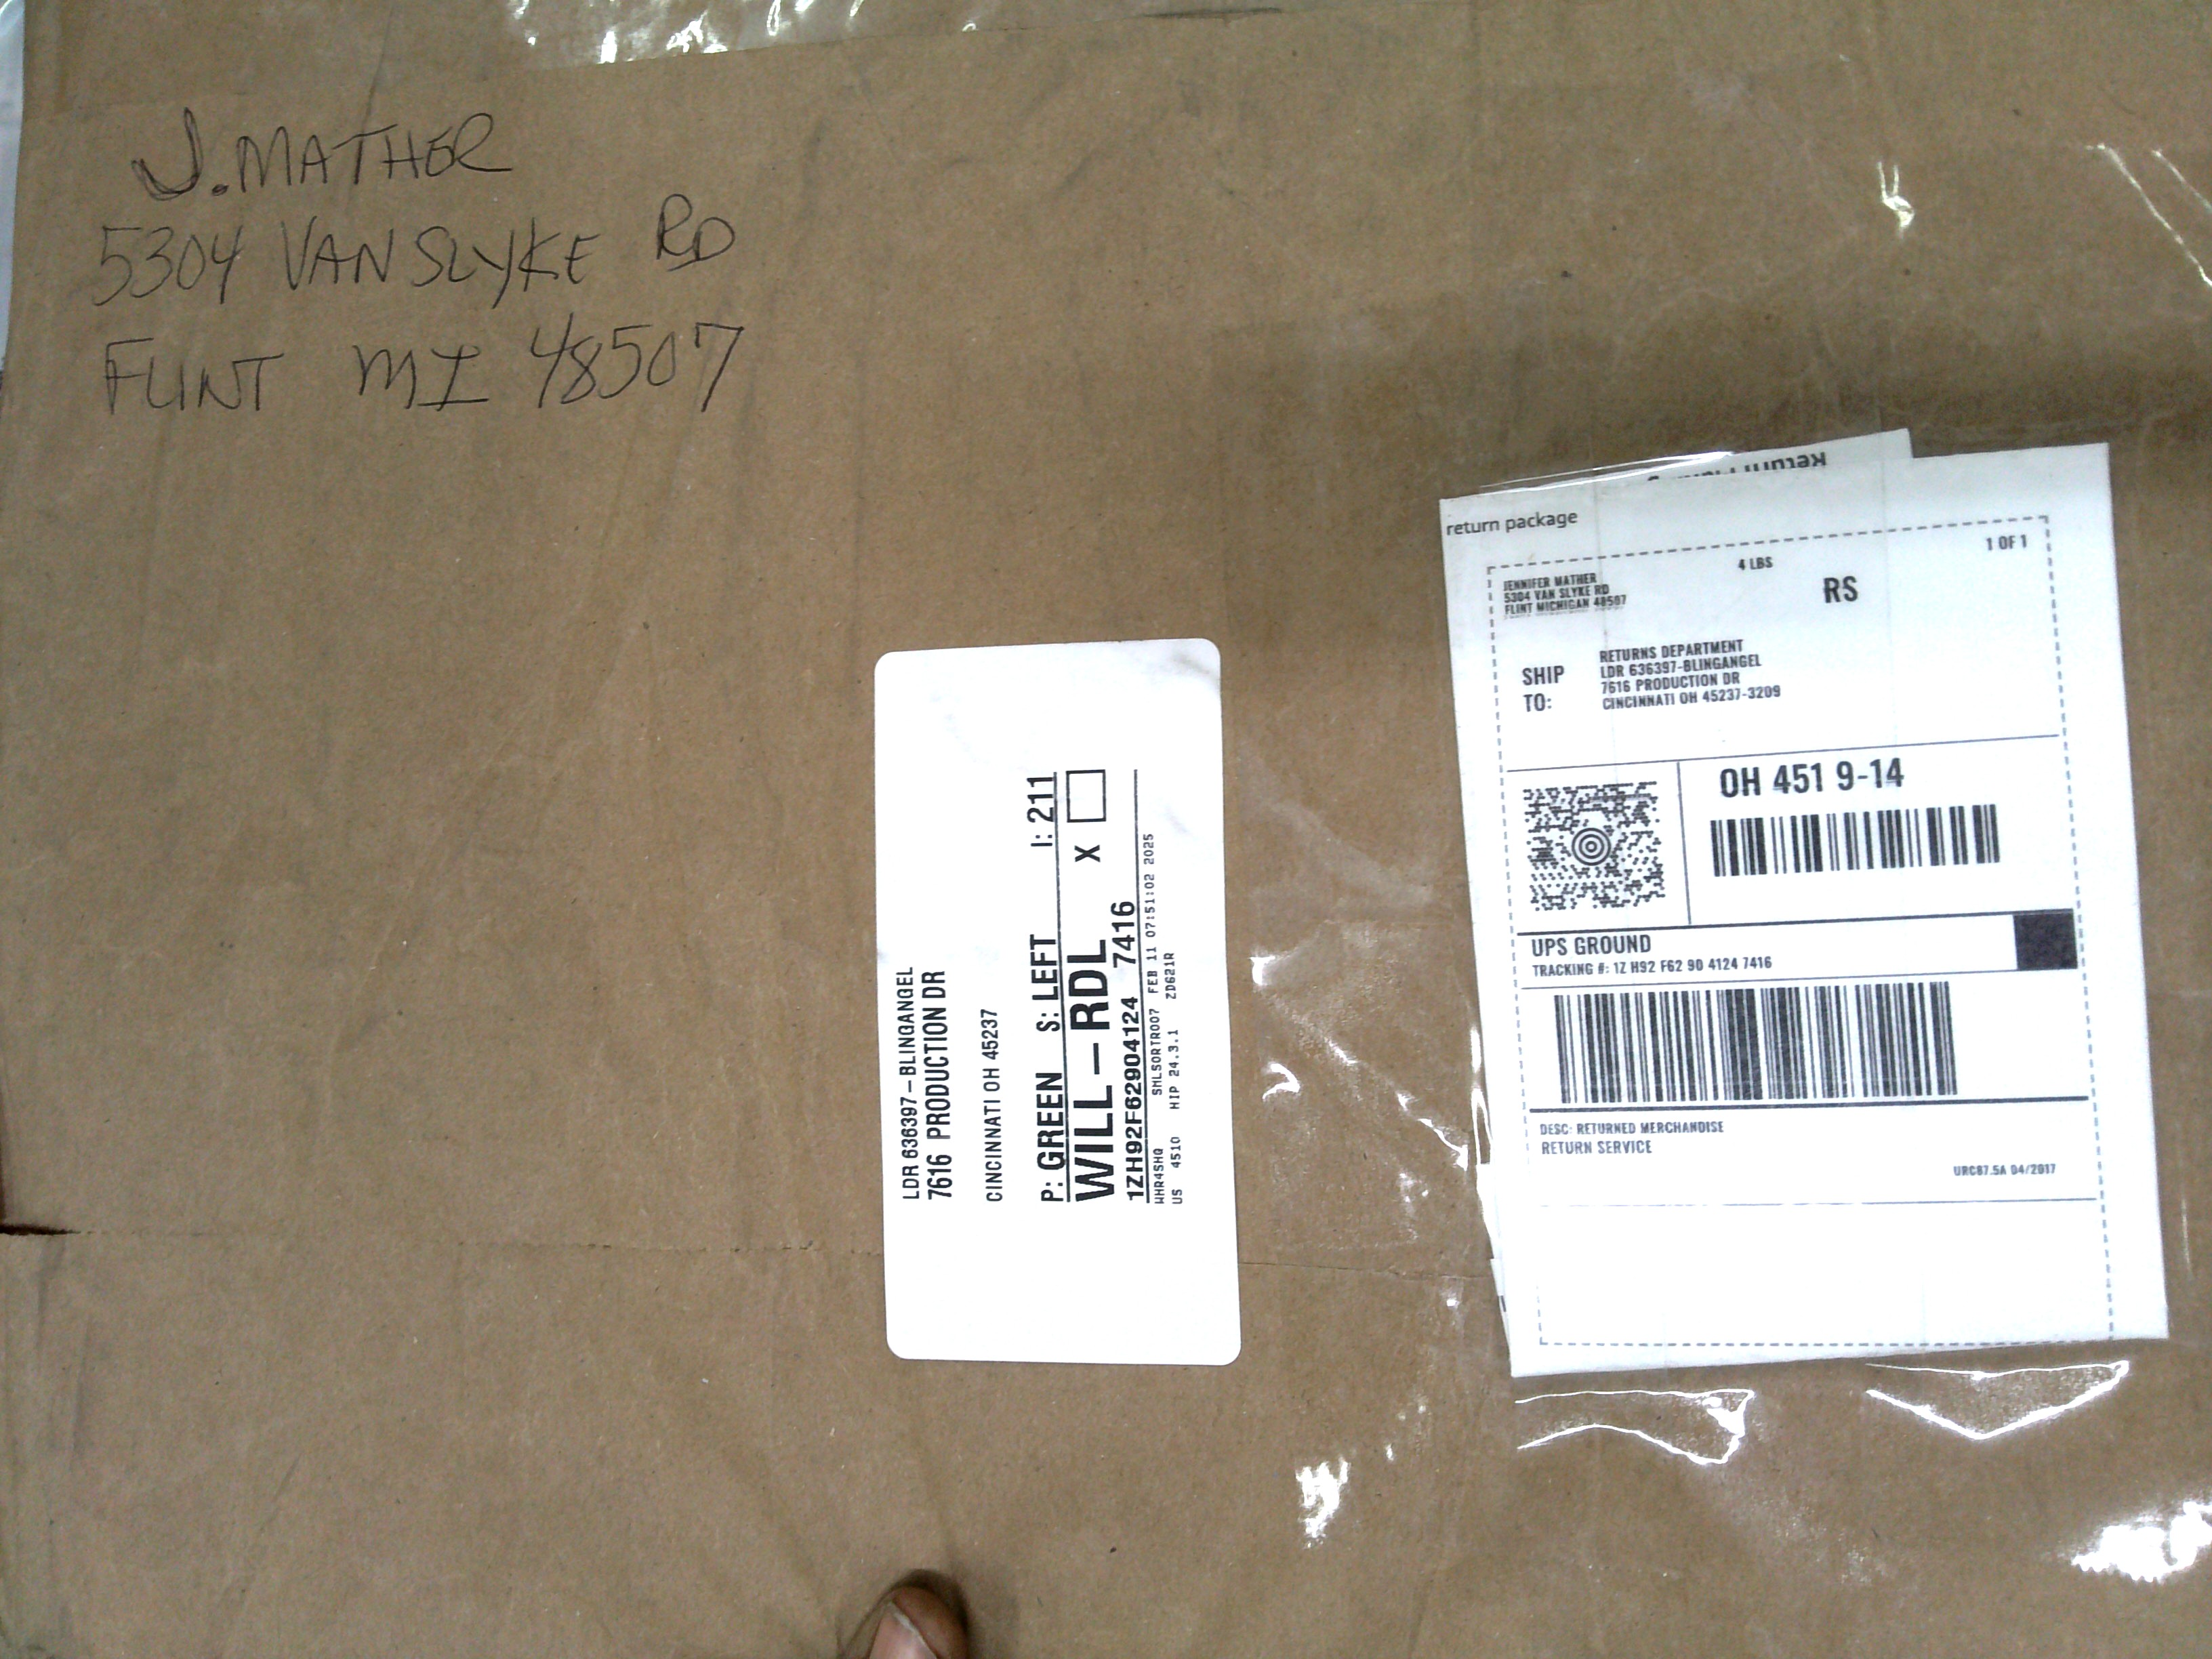 J. MATHER
5304 VAN SLYKE RD
FLINT MI 48507
Return
return package
1 OF 1
4 LBS
RS
JENNIFER MATHER
5304 VAN SLYKE RD
FLINT MICHIGAN 48507
SHIP TO:
RETURNS DEPARTMENT
LDR 636397-BLINGANGEL
7616 PRODUCTION DR
CINCINNATI OH 45237-3209
OH 451 9-14
UPS GROUND
TRACKING #: 1Z H92 F62 90 4124 7416
DESC: RETURNED MERCHANDISE
RETURN SERVICE
URC87.5A 04/2017
LDR 636397-BLINGANGEL
7616 PRODUCTION DR
CINCINNATI OH 45237
P: GREEN S: LEFT I: 211
WILL-RDL X
1ZH92F62904124 7416
WHR4SHQ SHLSORTR007 FEB 11 07:51:02 2025
US 4510 HIP 24.3.1 ZD621R